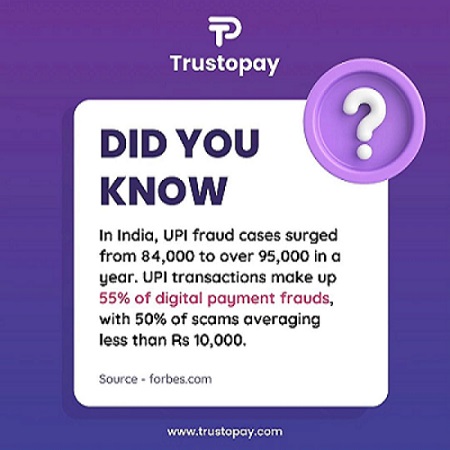 Trustopay
DID YOU
KNOW
In India, UPI fraud cases surged
from 84,000 to over 95,000 in a
year. UPI transactions make up
55% of digital payment frauds,
with 50% of scams averaging
less than Rs 10,000.
Source - forbes.com
www.trustopay.com